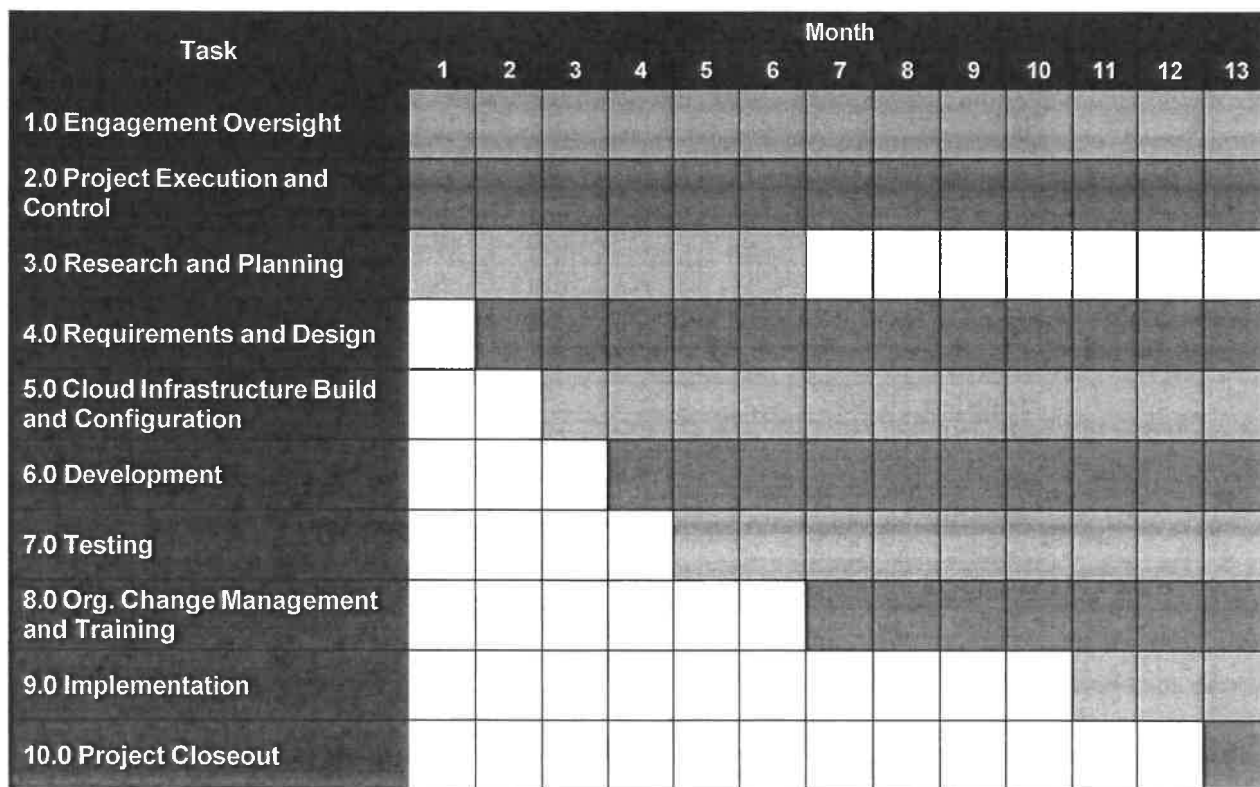 Task
Month
1 2 3 4 5 6 7 8 9 10 11 12 13
1.0 Engagement Oversight
2.0 Project Execution and
Control
3.0 Research and Planning
4.0 Requirements and Design
5.0 Cloud Infrastructure Build
and Configuration
6.0 Development
7.0 Testing
8.0 Org. Change Management
and Training
9.0 Implementation
10.0 Project Closeout